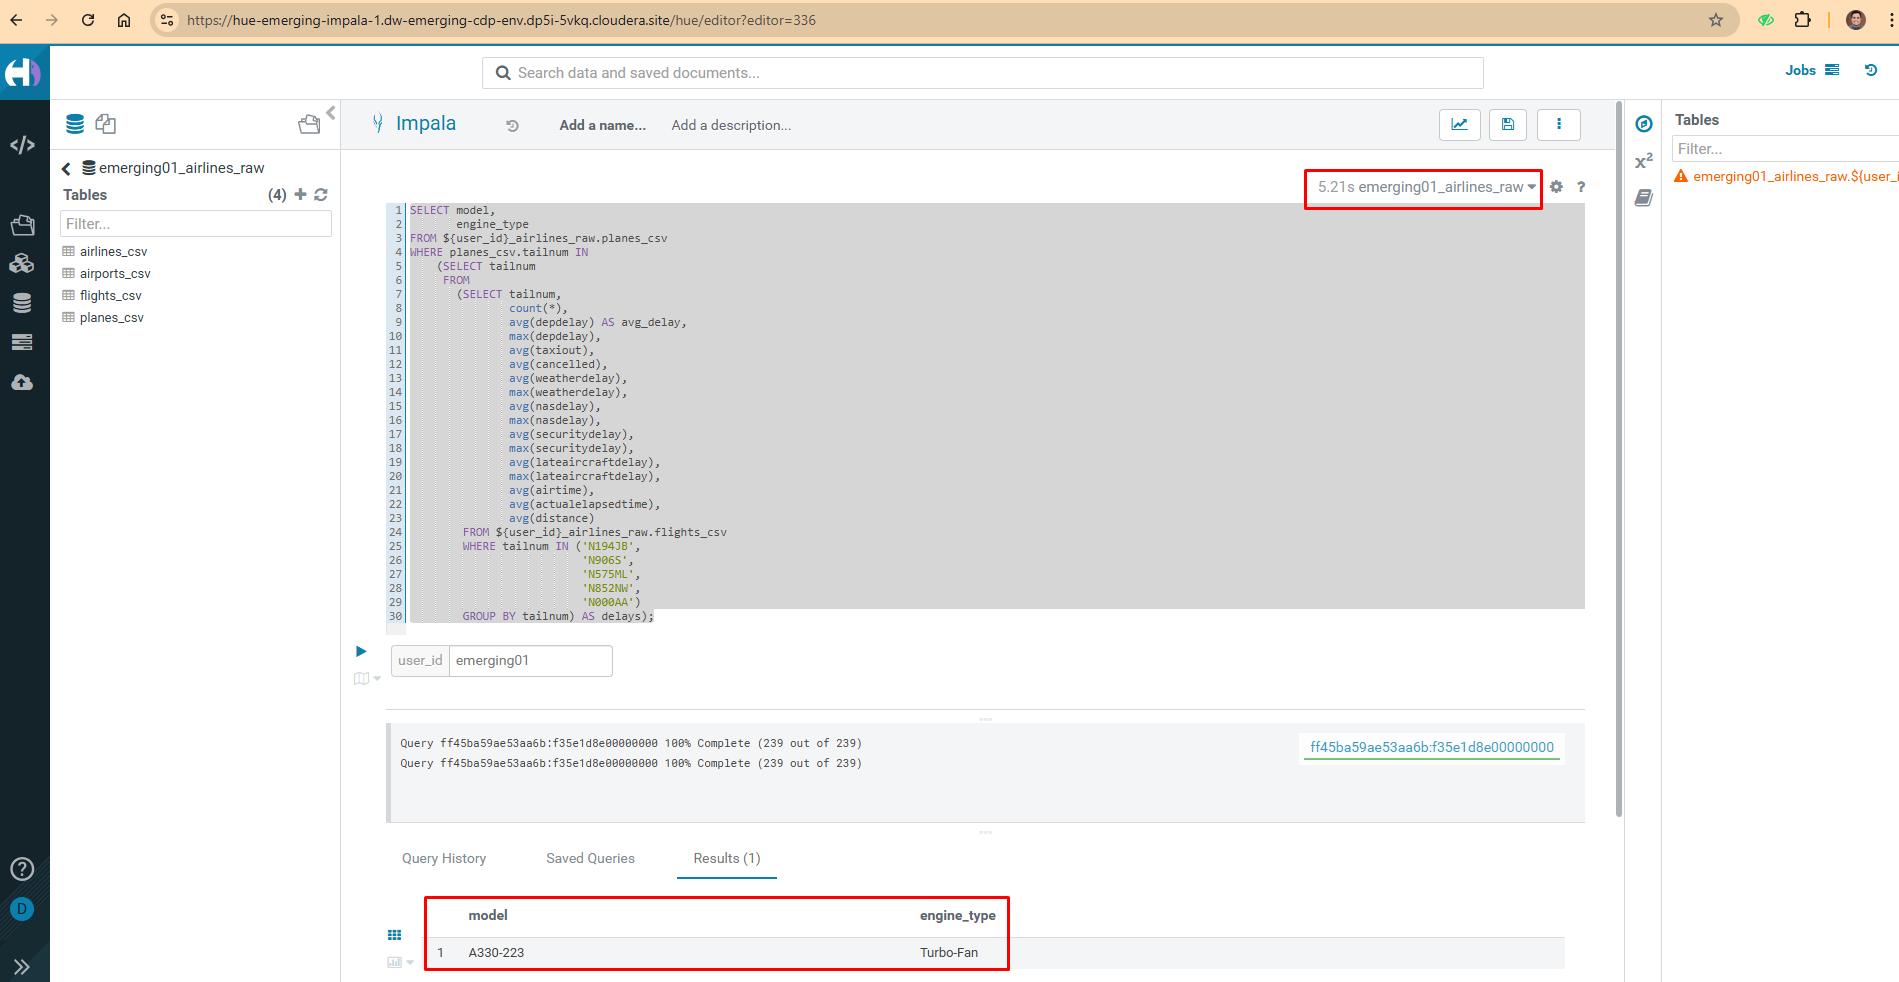 https://hue-emerging-impala-1.dw-emerging-cdp-env.dp5i-5vkq.cloudera.site/hue/editor?editor=336
Search data and saved documents...
Jobs
emerging01_airlines_raw
Tables
(4)
Filter...
airlines_csv
airports_csv
flights_csv
planes_csv
Impala
Add a name...
Add a description...
5.21s emerging01_airlines_raw
?
1 SELECT model,
2 engine_type
3 FROM ${user_id}_airlines_raw.planes_csv
4 WHERE planes_csv.tailnum IN
5 (SELECT tailnum
6 FROM
7 (SELECT tailnum,
8 count(*),
9 avg(depdelay) AS avg_delay,
10 max(depdelay),
11 avg(taxiout),
12 avg(cancelled),
13 avg(weatherdelay),
14 max(weatherdelay),
15 avg(nasdelay),
16 max(nasdelay),
17 avg(securitydelay),
18 max(securitydelay),
19 avg(lateaircraftdelay),
20 max(lateaircraftdelay),
21 avg(airtime),
22 avg(actualelapsedtime),
23 avg(distance)
24 FROM ${user_id}_airlines_raw.flights_csv
25 WHERE tailnum IN ('N194JB',
26 'N906S',
27 'N575ML',
28 'N852NW',
29 'N000AA')
30 GROUP BY tailnum) AS delays);
user_id
emerging01
Query ff45ba59ae53aa6b:f35e1d8e00000000 100% Complete (239 out of 239)
Query ff45ba59ae53aa6b:f35e1d8e00000000 100% Complete (239 out of 239)
ff45ba59ae53aa6b:f35e1d8e00000000
Query History
Saved Queries
Results (1)
model
engine_type
1
A330-223
Turbo-Fan
Tables
Filter...
emerging01_airlines_raw.${user_i
x²
D